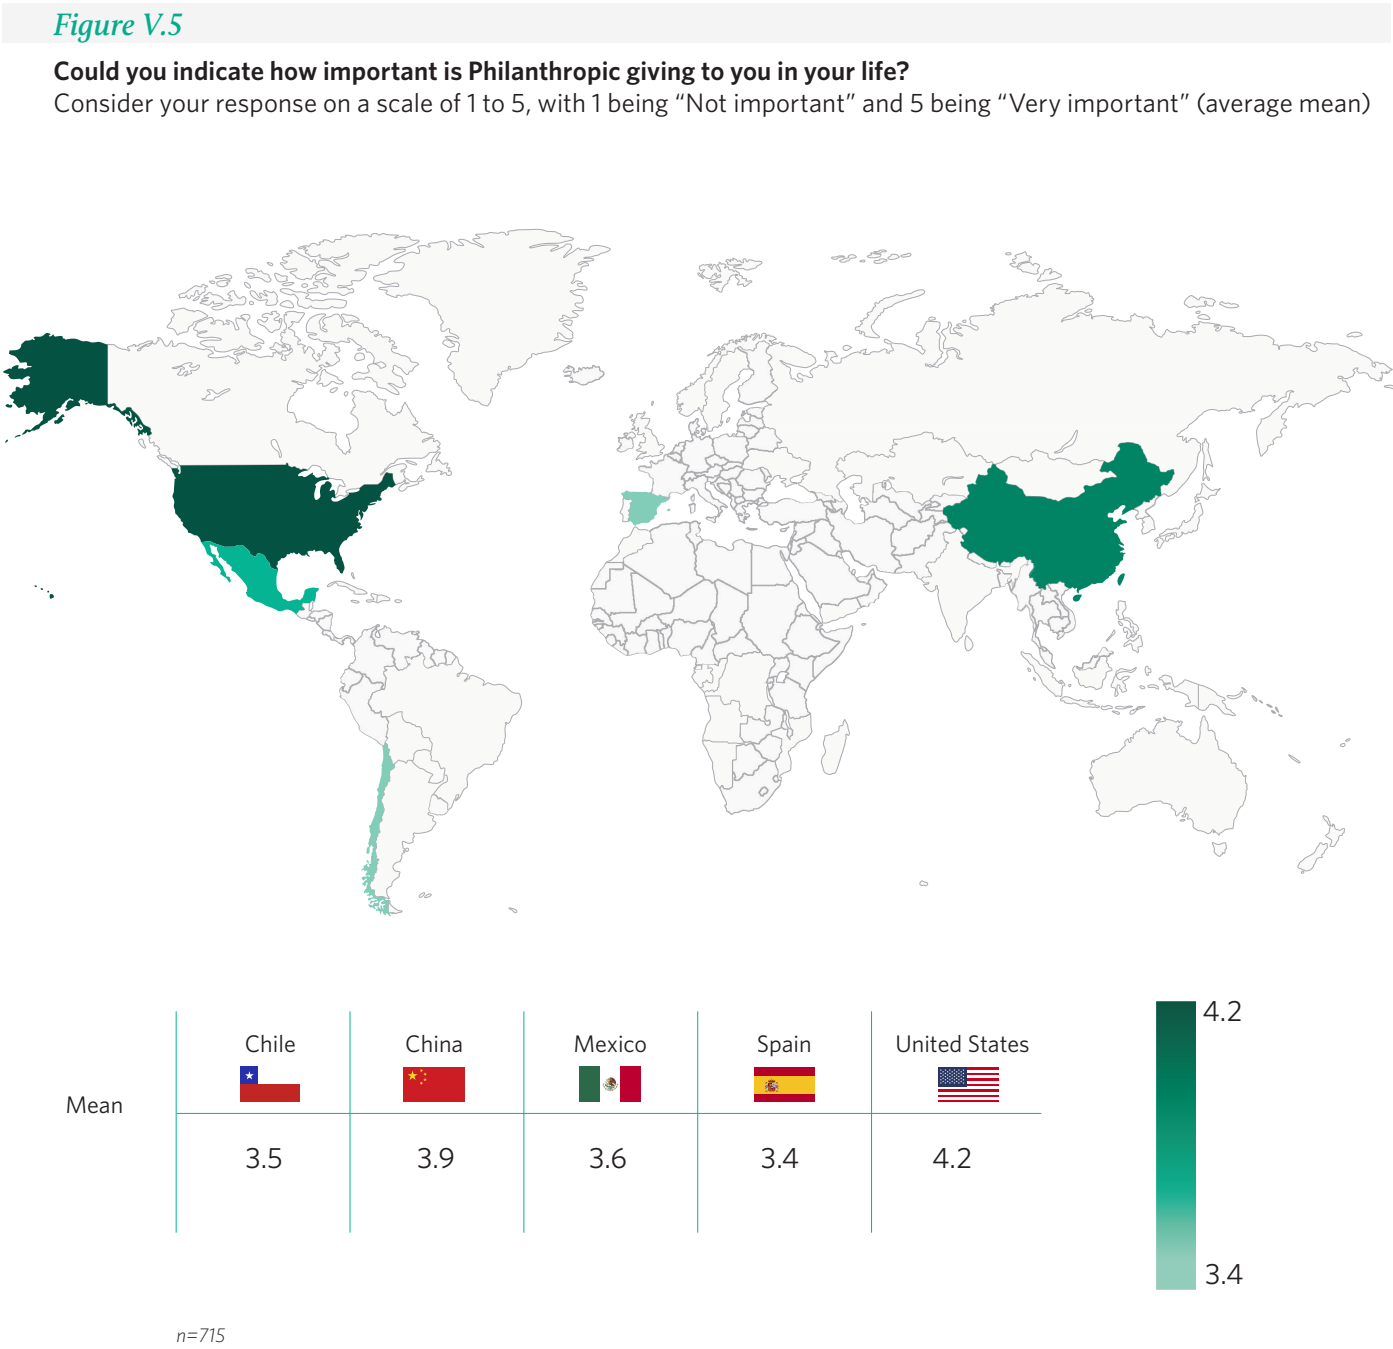 Figure V.5
Could you indicate how important is Philanthropic giving to you in your life?
Consider your response on a scale of 1 to 5, with 1 being “Not important” and 5 being “Very important” (average mean)
Chile China Mexico Spain United States
Mean
3.5 3.9 3.6 3.4 4.2
4.2
3.4
n=715